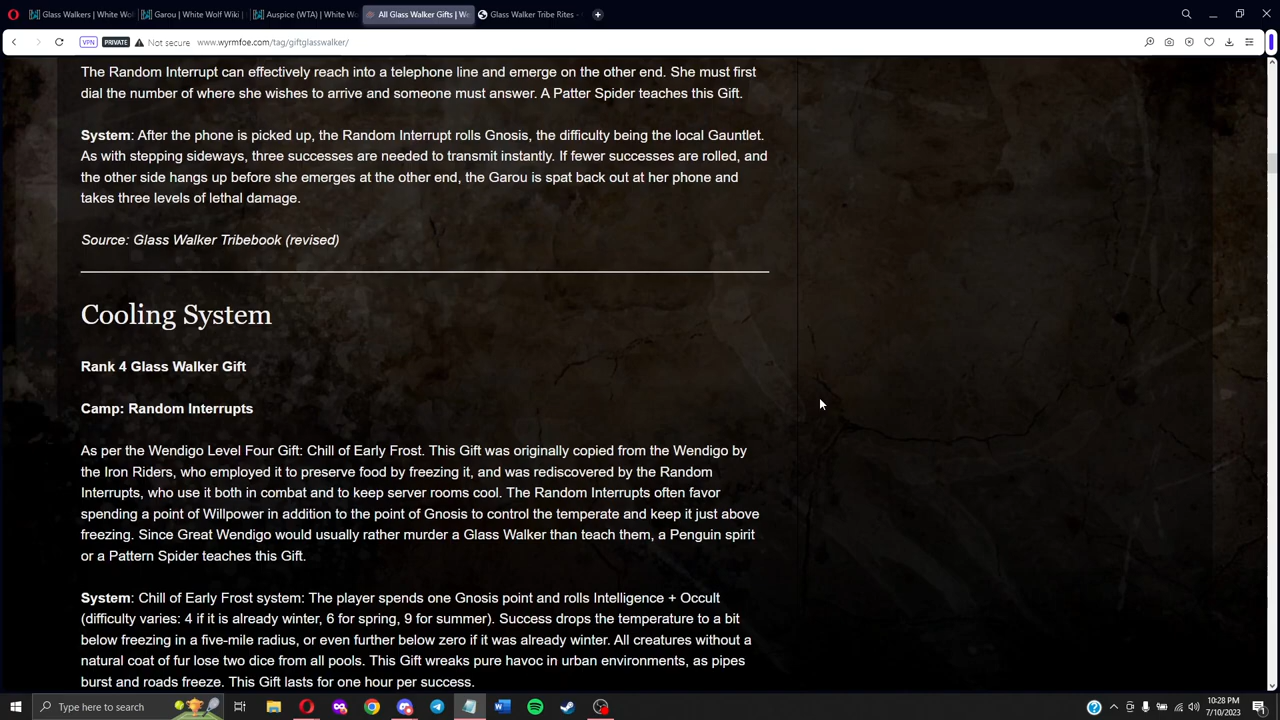 Glass Walkers | White Wolf Wiki
Garou | White Wolf Wiki |
Auspice (WTA) | White Wo
All Glass Walker Gifts | We
Glass Walker Tribe Rites -
VPN PRIVATE Not secure www.wyrmfoe.com/tag/giftglasswalker/
The Random Interrupt can effectively reach into a telephone line and emerge on the other end. She must first
dial the number of where she wishes to arrive and someone must answer. A Patter Spider teaches this Gift.
System: After the phone is picked up, the Random Interrupt rolls Gnosis, the difficulty being the local Gauntlet.
As with stepping sideways, three successes are needed to transmit instantly. If fewer successes are rolled, and
the other side hangs up before she emerges at the other end, the Garou is spat back out at her phone and
takes three levels of lethal damage.
Source: Glass Walker Tribebook (revised)
Cooling System
Rank 4 Glass Walker Gift
Camp: Random Interrupts
As per the Wendigo Level Four Gift: Chill of Early Frost. This Gift was originally copied from the Wendigo by
the Iron Riders, who employed it to preserve food by freezing it, and was rediscovered by the Random
Interrupts, who use it both in combat and to keep server rooms cool. The Random Interrupts often favor
spending a point of Willpower in addition to the point of Gnosis to control the temperate and keep it just above
freezing. Since Great Wendigo would usually rather murder a Glass Walker than teach them, a Penguin spirit
or a Pattern Spider teaches this Gift.
System: Chill of Early Frost system: The player spends one Gnosis point and rolls Intelligence + Occult
(difficulty varies: 4 if it is already winter, 6 for spring, 9 for summer). Success drops the temperature to a bit
below freezing in a five-mile radius, or even further below zero if it was already winter. All creatures without a
natural coat of fur lose two dice from all pools. This Gift wreaks pure havoc in urban environments, as pipes
burst and roads freeze. This Gift lasts for one hour per success.
Type here to search
10:28 PM
7/10/2023